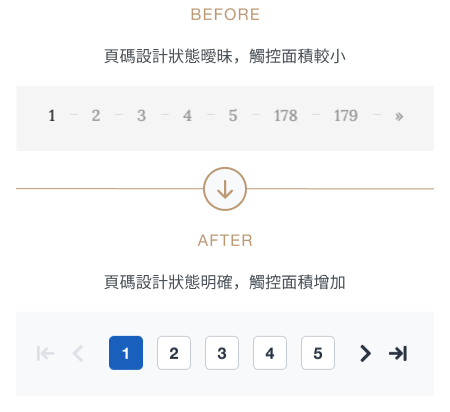 BEFORE
頁碼設計狀態曖昧，觸控面積較小
1 – 2 – 3 – 4 – 5 – 178 – 179 – »
AFTER
頁碼設計狀態明確，觸控面積增加
1 2 3 4 5